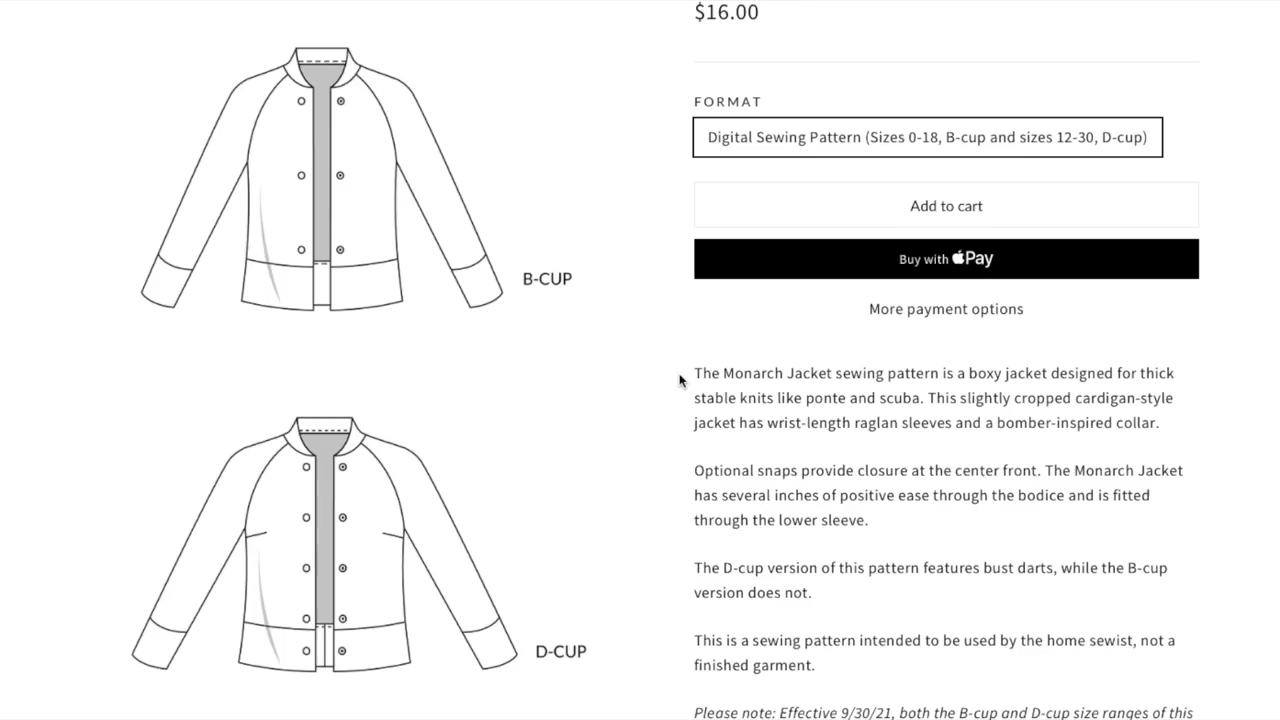 $16.00
FORMAT
Digital Sewing Pattern (Sizes 0-18, B-cup and sizes 12-30, D-cup)
Add to cart
Buy with Pay
More payment options
B-CUP
The Monarch Jacket sewing pattern is a boxy jacket designed for thick
stable knits like ponte and scuba. This slightly cropped cardigan-style
jacket has wrist-length raglan sleeves and a bomber-inspired collar.
Optional snaps provide closure at the center front. The Monarch Jacket
has several inches of positive ease through the bodice and is fitted
through the lower sleeve.
The D-cup version of this pattern features bust darts, while the B-cup
version does not.
D-CUP
This is a sewing pattern intended to be used by the home sewist, not a
finished garment.
Please note: Effective 9/30/21, both the B-cup and D-cup size ranges of this